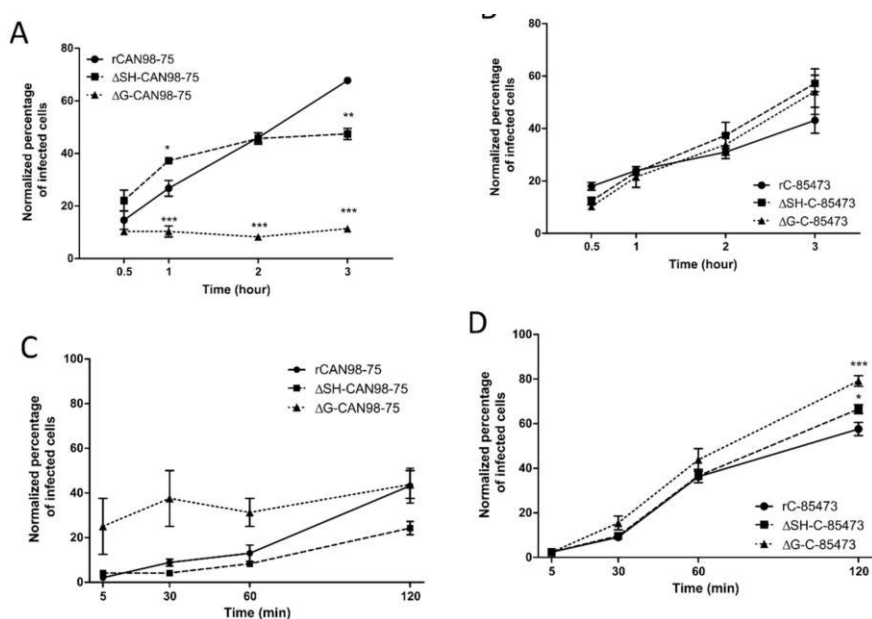 A
Normalized percentage
of infected cells
80
60
40
20
0
rCAN98-75
ΔSH-CAN98-75
ΔG-CAN98-75
*
***
***
**
***
0.5
1
2
3
Time (hour)
Normalized percentage
of infected cells
80
60
40
20
0
rC-85473
ΔSH-C-85473
ΔG-C-85473
0.5
1
2
3
Time (hour)
C
Normalized percentage
of infected cells
100
80
60
40
20
0
rCAN98-75
ΔSH-CAN98-75
ΔG-CAN98-75
5
30
60
120
Time (min)
D
Normalized percentage
of infected cells
100
80
60
40
20
0
***
*
rC-85473
ΔSH-C-85473
ΔG-C-85473
5
30
60
120
Time (min)